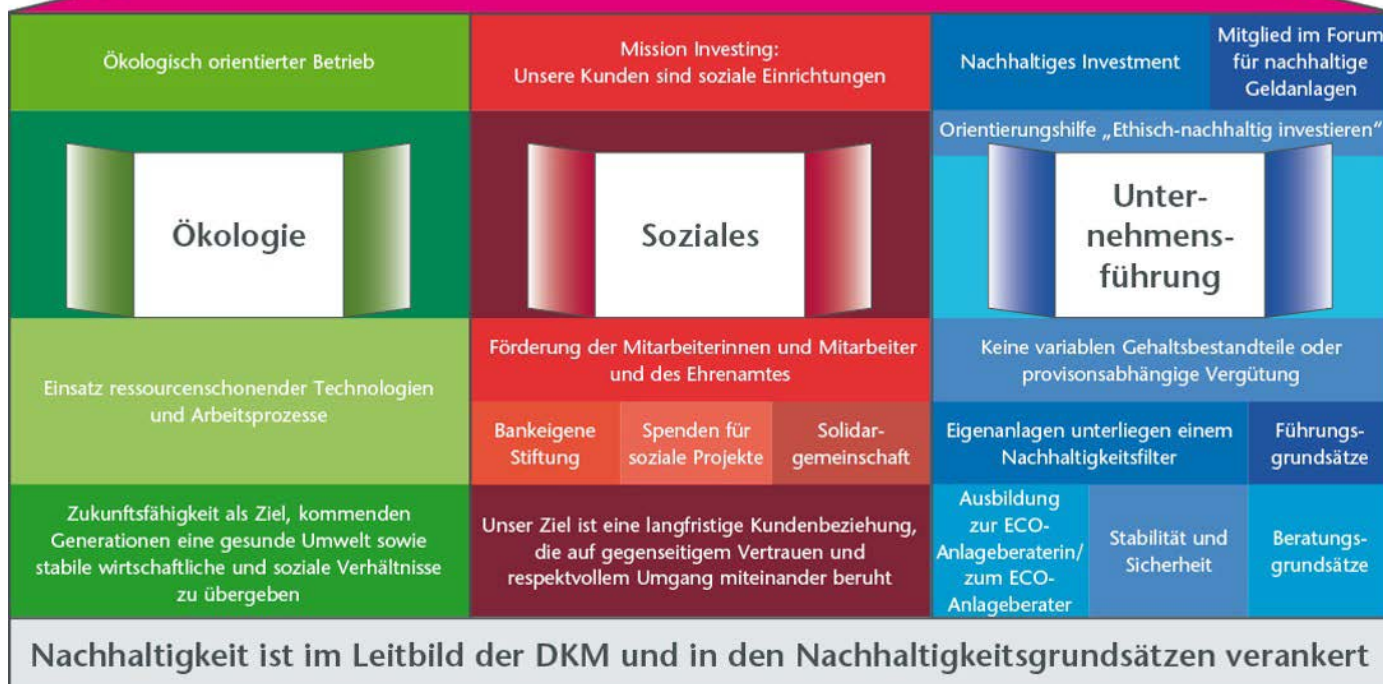 Ökologisch orientierter Betrieb
Mission Investing:
Unsere Kunden sind soziale Einrichtungen
Nachhaltiges Investment
Mitglied im Forum
für nachhaltige
Geldanlagen
Orientierungshilfe „Ethisch-nachhaltig investieren“
Ökologie
Soziales
Unter-
nehmens-
führung
Einsatz ressourcenschonender Technologien
und Arbeitsprozesse
Förderung der Mitarbeiterinnen und Mitarbeiter
und des Ehrenamtes
Bankeigene
Stiftung
Spenden für
soziale Projekte
Solidar-
gemeinschaft
Keine variablen Gehaltsbestandteile oder
provisonsabhängige Vergütung
Eigenanlagen unterliegen einem
Nachhaltigkeitsfilter
Führungs-
grundsätze
Zukunftsfähigkeit als Ziel, kommenden
Generationen eine gesunde Umwelt sowie
stabile wirtschaftliche und soziale Verhältnisse
zu übergeben
Unser Ziel ist eine langfristige Kundenbeziehung,
die auf gegenseitigem Vertrauen und
respektvollem Umgang miteinander beruht
Ausbildung
zur ECO-
Anlageberaterin/
zum ECO-
Anlageberater
Stabilität und
Sicherheit
Beratungs-
grundsätze
Nachhaltigkeit ist im Leitbild der DKM und in den Nachhaltigkeitsgrundsätzen verankert